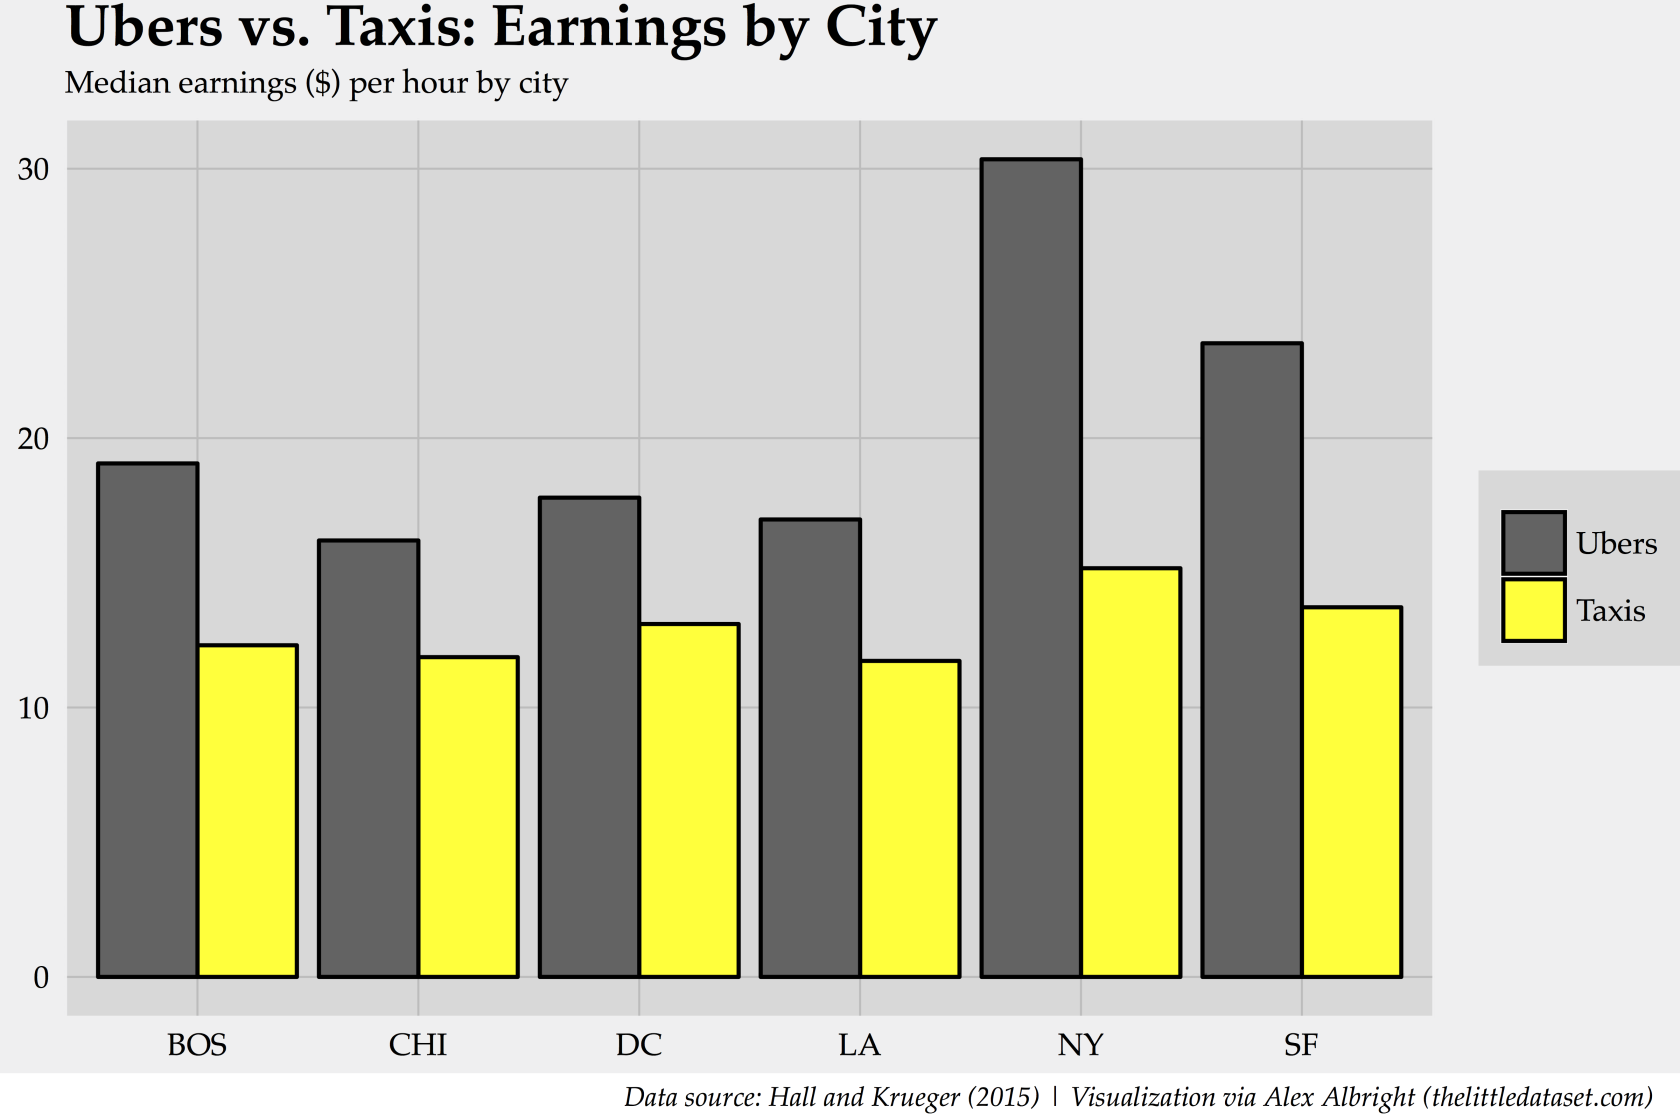 Ubers vs. Taxis: Earnings by City
Median earnings ($) per hour by city
30
20
10
0
BOS CHI DC LA NY SF
Ubers
Taxis
Data source: Hall and Krueger (2015) | Visualization via Alex Albright (thelittledataset.com)